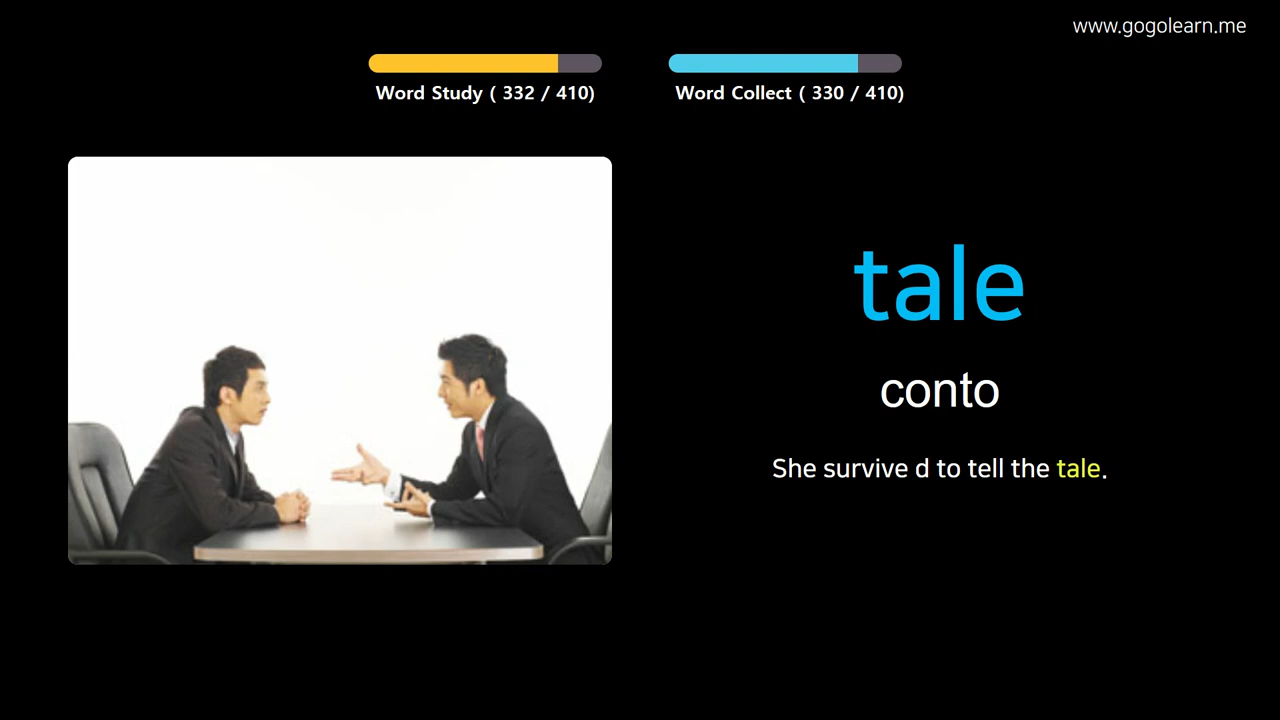 www.gogolearn.me
Word Study ( 332 / 410)
Word Collect ( 330 / 410)
tale
conto
She survive d to tell the tale.